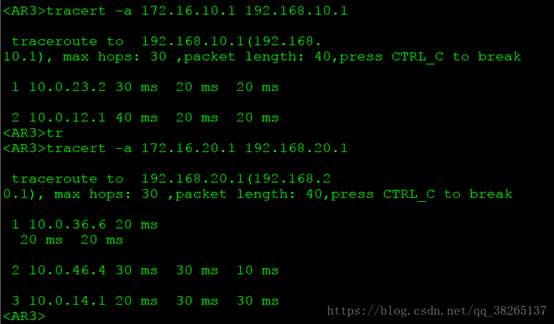 <AR3>tracert -a 172.16.10.1 192.168.10.1
traceroute to  192.168.10.1(192.168.
10.1), max hops: 30 ,packet length: 40,press CTRL_C to break
1 10.0.23.2 30 ms  20 ms  20 ms
2 10.0.12.1 40 ms  20 ms  20 ms
<AR3>tr
<AR3>tracert -a 172.16.20.1 192.168.20.1
traceroute to  192.168.20.1(192.168.2
0.1), max hops: 30 ,packet length: 40,press CTRL_C to break
1 10.0.36.6 20 ms
20 ms  20 ms
2 10.0.46.4 30 ms  30 ms  10 ms
3 10.0.14.1 20 ms  30 ms  30 ms
<AR3>
https://blog.csdn.net/qq_38265137